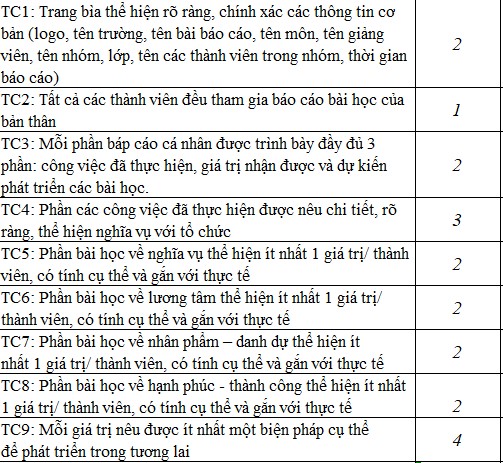 TC1: Trang bia thể hiện rõ ràng, chính xác các thông tin cơ
bản (logo, tên trường, tên bài báo cáo, tên môn, tên giảng
viên, tên nhóm, lớp, tên các thành viên trong nhóm, thời gian
báo cáo)
2
TC2: Tất cả các thành viên đều tham gia báo cáo bài học của
bản thân
1
TC3: Mỗi phần báp cáo cá nhân được trình bày đầy đủ 3
phần: công việc đã thực hiện, giá trị nhận được và dự kiến
phát triển các bài học.
2
TC4: Phần các công việc đã thực hiện được nêu chi tiết, rõ
ràng, thể hiện nghĩa vụ với tổ chức
3
TC5: Phần bài học về nghĩa vụ thể hiện ít nhất 1 giá trị/ thành
viên, có tính cụ thể và gắn với thực tế
2
TC6: Phần bài học về lương tâm thể hiện ít nhất 1 giá trị/
thành viên, có tính cụ thể và gắn với thực tế
2
TC7: Phần bài học về nhân phẩm – danh dự thể hiện ít
nhất 1 giá trị/ thành viên, có tính cụ thể và gắn với thực tế
2
TC8: Phần bài học về hạnh phúc - thành công thể hiện ít nhất
1 giá trị/ thành viên, có tính cụ thể và gắn với thực tế
2
TC9: Mỗi giá trị nêu được ít nhất một biện pháp cụ thể
để phát triển trong tương lai
4